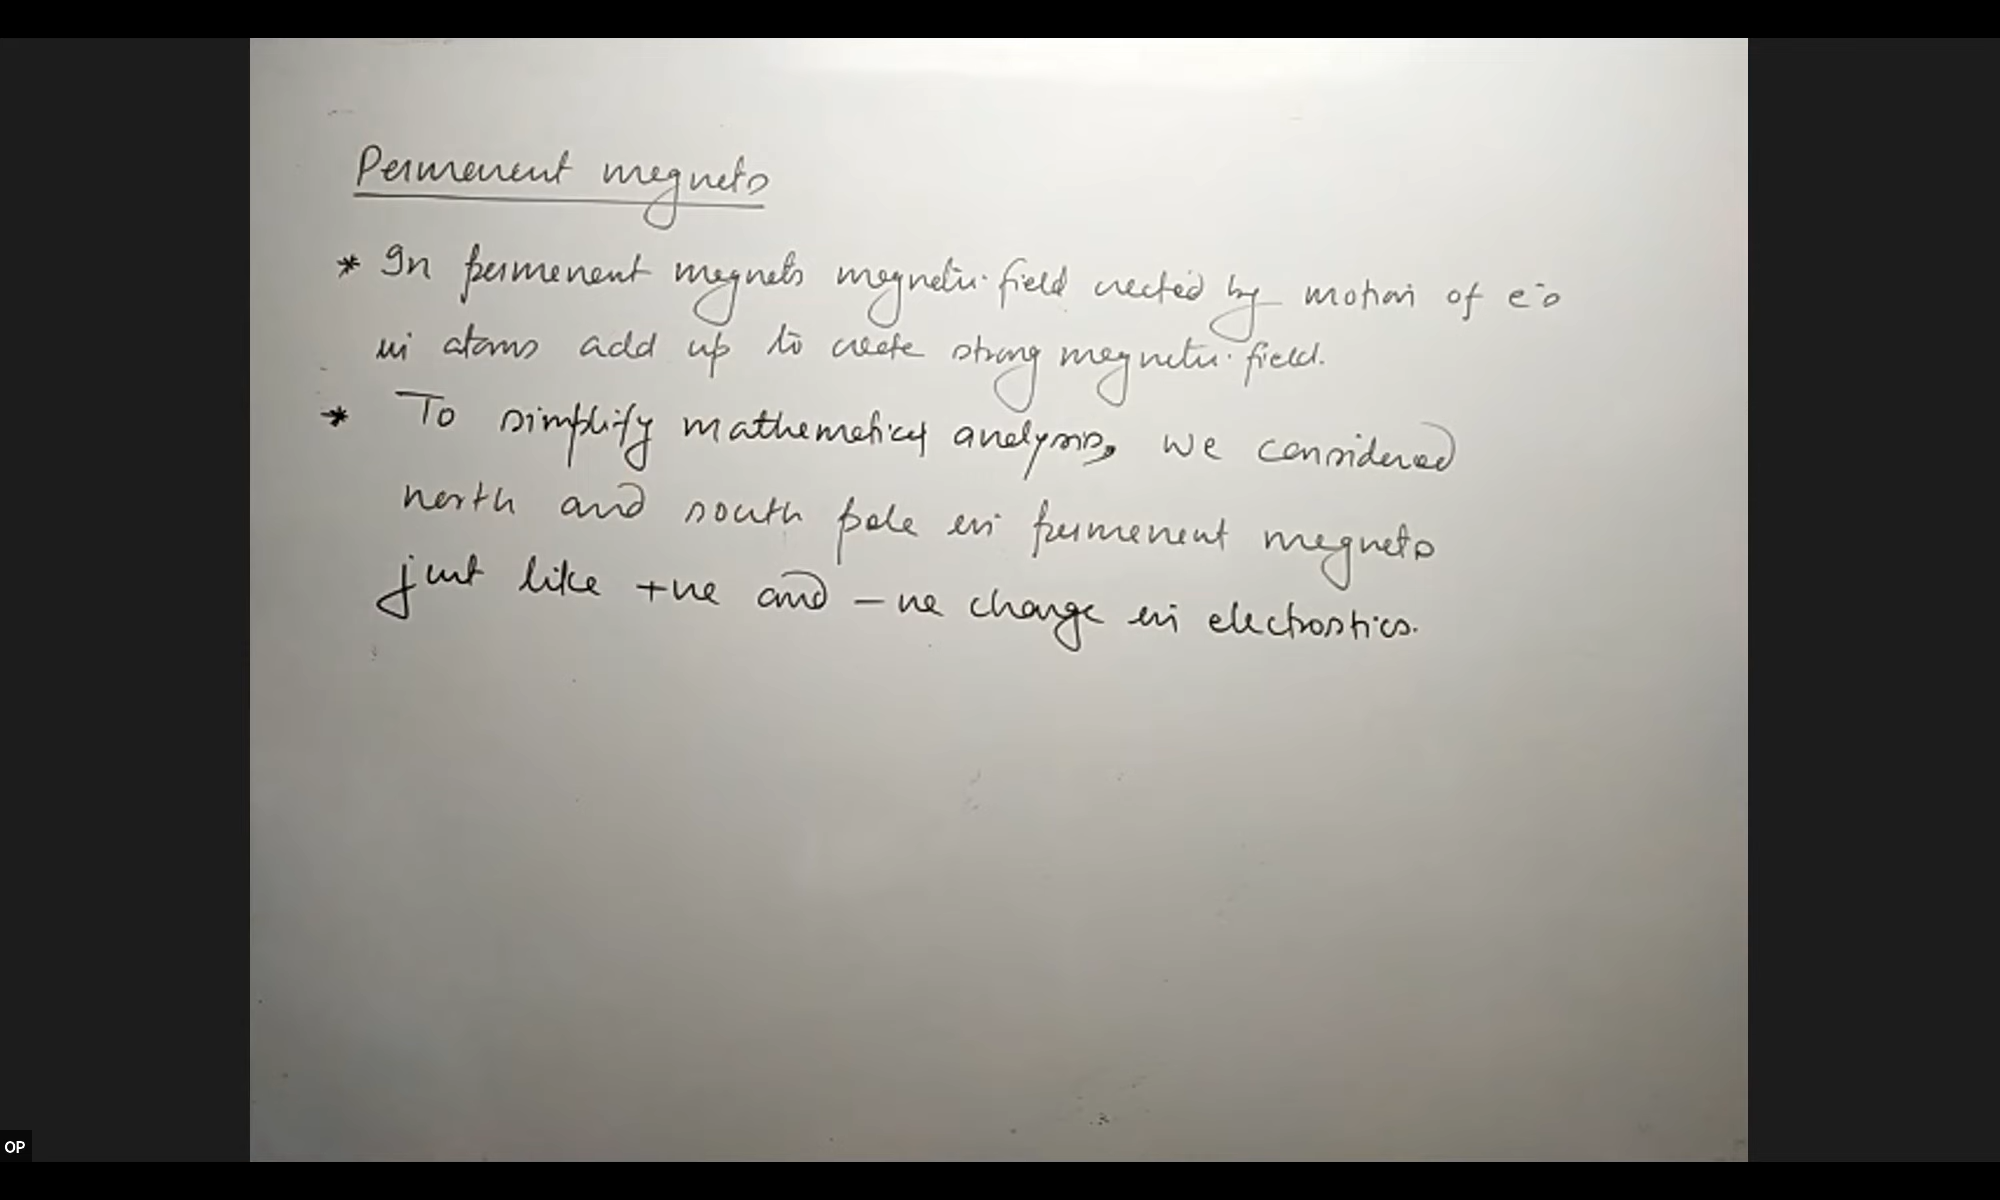 Permenent megnets
* In permenent megnets megnetic field crected by motion of e⁻s
in atoms add up to crecte strong megnetic field.
* To simplify mathemetical analysis, we considered
north and south pole in permenent megnets
just like +ve and -ve charge in electrostics.
OP